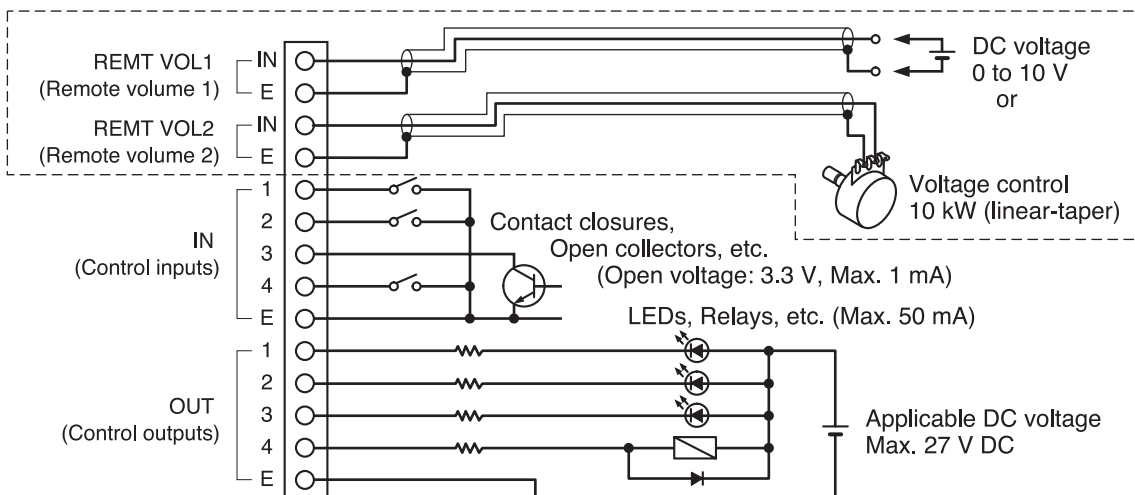 REMT VOL1
(Remote volume 1)
IN
E
REMT VOL2
(Remote volume 2)
IN
E
DC voltage
0 to 10 V
or
Voltage control
10 kW (linear-taper)
IN
(Control inputs)
1
2
3
4
E
Contact closures,
Open collectors, etc.
(Open voltage: 3.3 V, Max. 1 mA)
LEDs, Relays, etc. (Max. 50 mA)
OUT
(Control outputs)
1
2
3
4
E
Applicable DC voltage
Max. 27 V DC